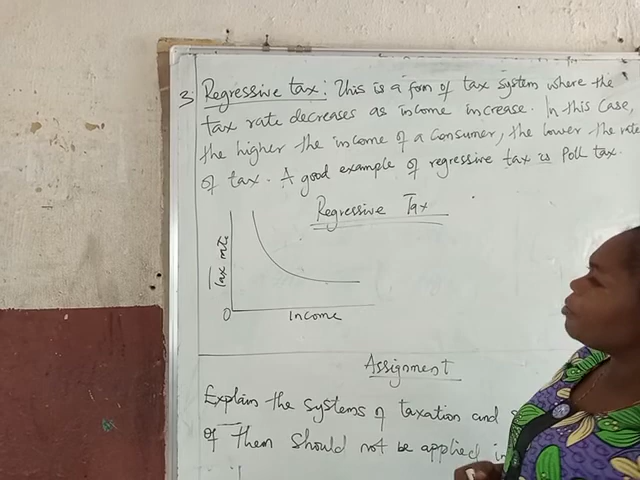 3. Regressive tax: This is a form of tax system where the
tax rate decreases as income increase. In this case,
the higher the income of a consumer, the lower the rate
of tax. A good example of regressive tax is Poll tax.
Regressive Tax
Tax rate
0
Income
Assignment
Explain the systems of taxation and
of them should not be applied in